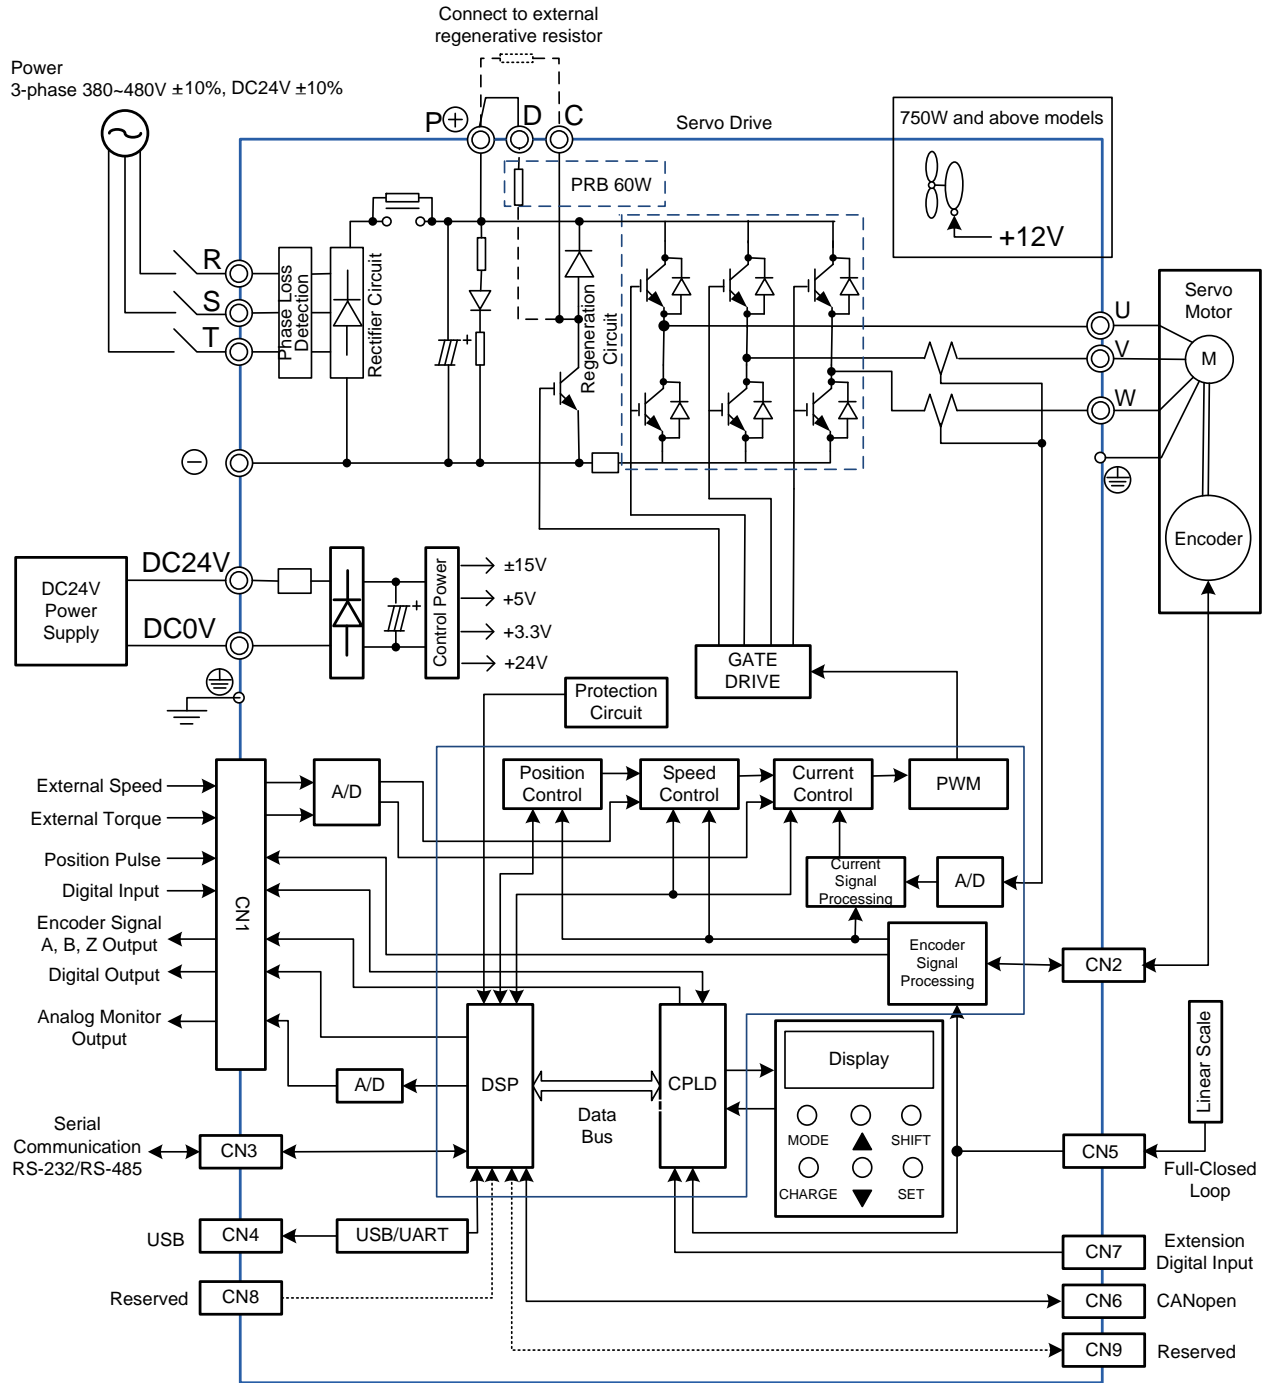 Connect to external
regenerative resistor
Power
3-phase 380~480V ±10%, DC24V ±10%
P⊕
D
C
Servo Drive
750W and above models
+12V
PRB 60W
R
S
T
Phase Loss
Detection
Rectifier Circuit
+
Regeneration
Circuit
U
V
W
Servo
Motor
M
Encoder
DC24V
Power
Supply
DC24V
DC0V
+
Control Power
±15V
+5V
+3.3V
+24V
GATE
DRIVE
Protection
Circuit
External Speed
External Torque
Position Pulse
Digital Input
Encoder Signal
A, B, Z Output
Digital Output
Analog Monitor
Output
CN1
A/D
Position
Control
Speed
Control
Current
Control
PWM
Current
Signal
Processing
A/D
Encoder
Signal
Processing
CN2
DSP
Data
Bus
CPLD
A/D
Display
MODE
SHIFT
CHARGE
SET
Linear Scale
Serial
Communication
RS-232/RS-485
CN3
CN5
Full-Closed
Loop
USB
CN4
USB/UART
CN7
Extension
Digital Input
Reserved
CN8
CN6
CANopen
CN9
Reserved